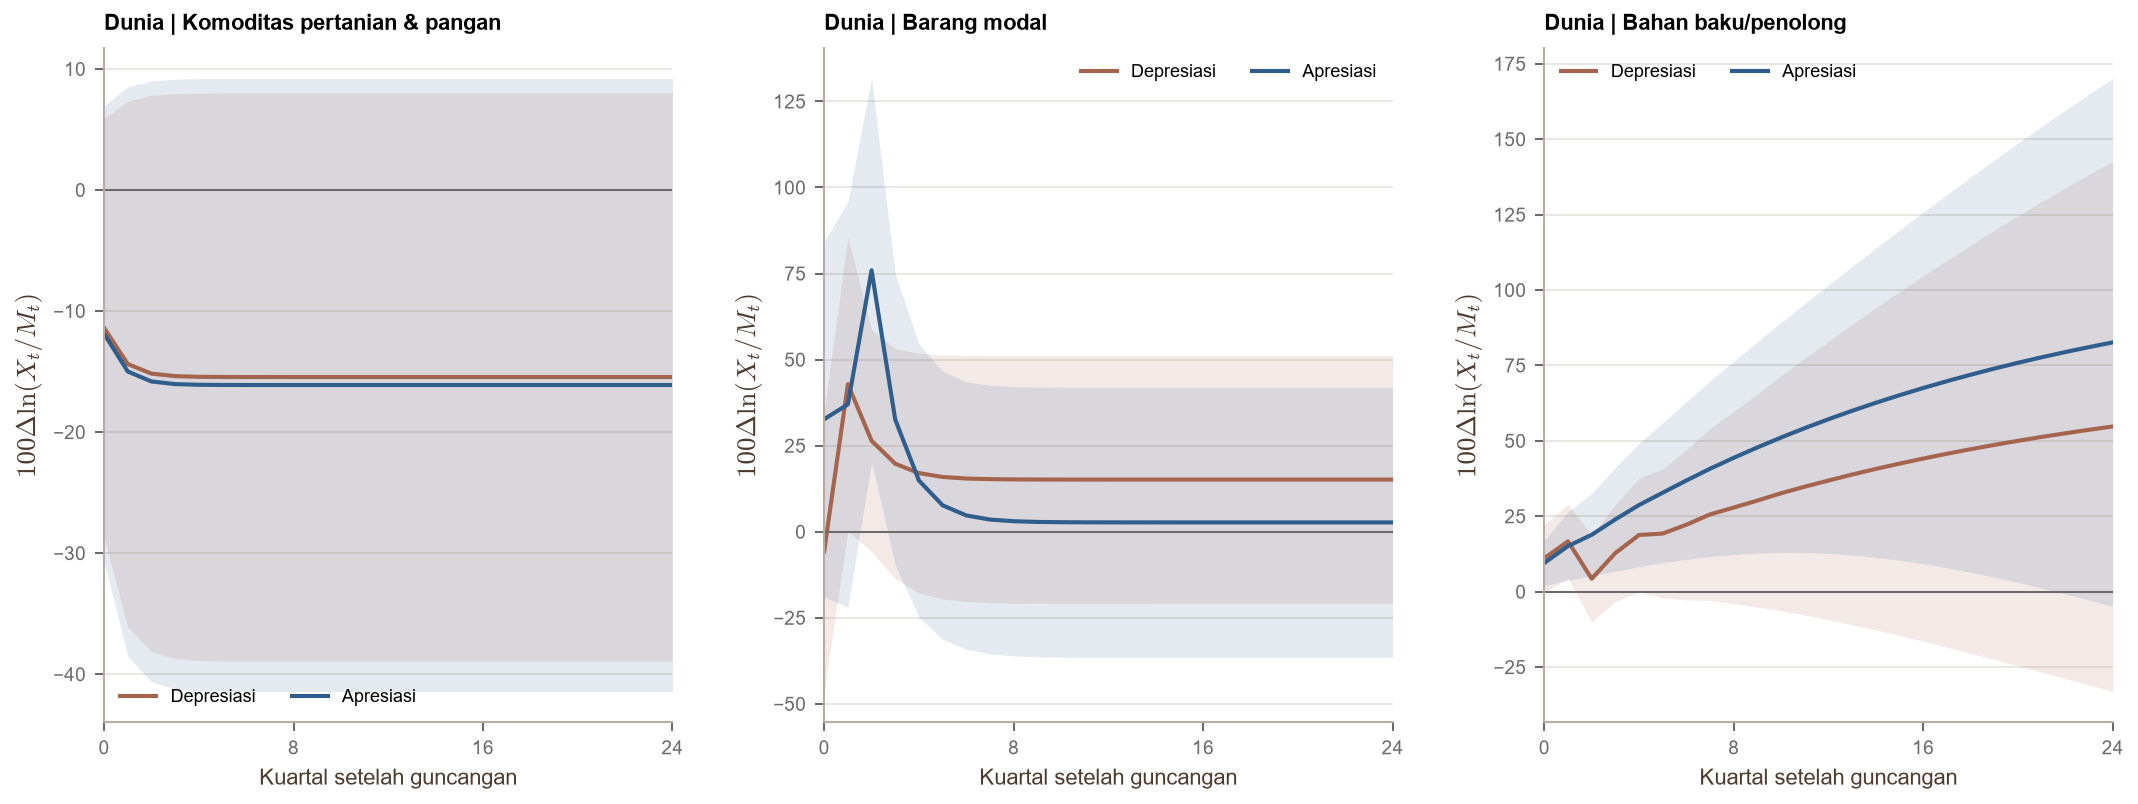 Dunia | Komoditas pertanian & pangan
10
0
−10
−20
−30
−40
100Δln(X_t/M_t)
Depresiasi Apresiasi
0 8 16 24
Kuartal setelah guncangan
Dunia | Barang modal
Depresiasi Apresiasi
125
100
75
50
25
0
−25
−50
100Δln(X_t/M_t)
0 8 16 24
Kuartal setelah guncangan
Dunia | Bahan baku/penolong
175
Depresiasi Apresiasi
150
125
100
75
50
25
0
−25
100Δln(X_t/M_t)
0 8 16 24
Kuartal setelah guncangan